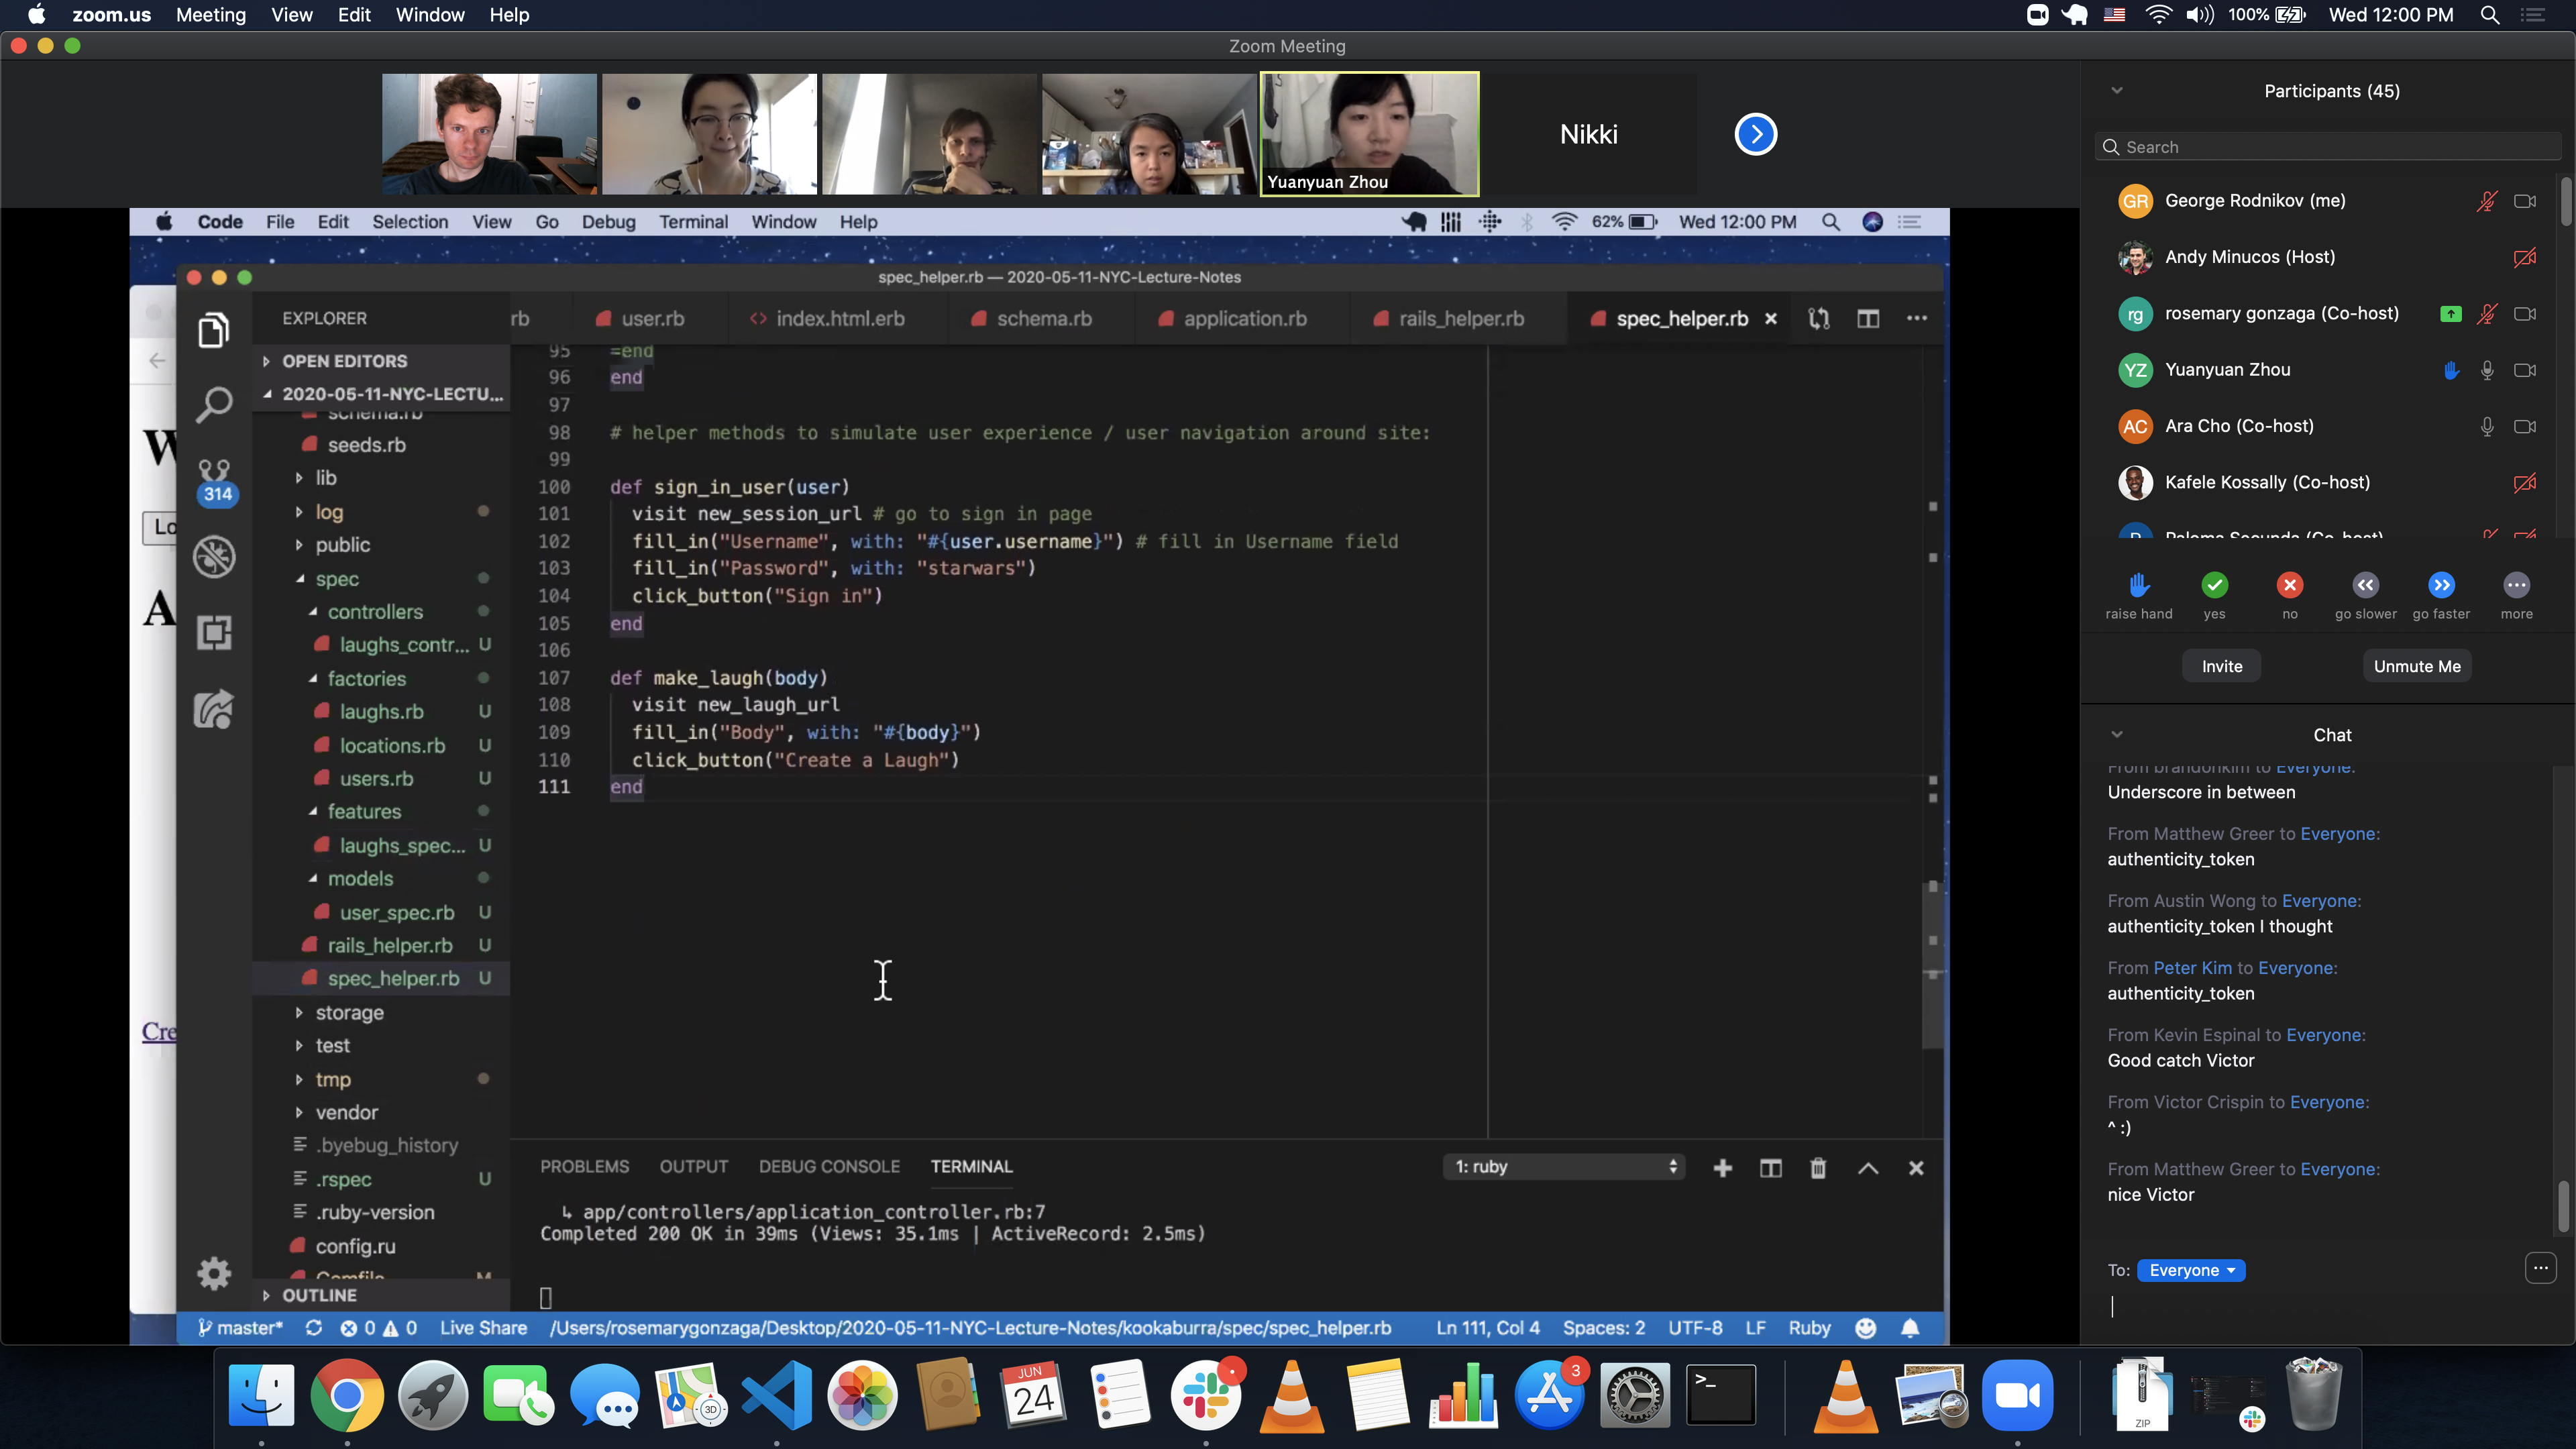 zoom.us Meeting View Edit Window Help 100% Wed 12:00 PM
Zoom Meeting
Yuanyuan Zhou
Nikki
Code File Edit Selection View Go Debug Terminal Window Help 62% Wed 12:00 PM
spec_helper.rb — 2020-05-11-NYC-Lecture-Notes
EXPLORER
rb user.rb index.html.erb schema.rb application.rb rails_helper.rb spec_helper.rb
OPEN EDITORS
2020-05-11-NYC-LECTU...
schema.rb
seeds.rb
lib
log
public
spec
controllers
laughs_contr... U
factories
laughs.rb U
locations.rb U
users.rb U
features
laughs_spec... U
models
user_spec.rb U
rails_helper.rb U
spec_helper.rb U
storage
test
tmp
vendor
.byebug_history
.rspec U
.ruby-version
config.ru
Gemfile M
OUTLINE
314
W
Lo
A
Cre
95 =end
96 end
97
98 # helper methods to simulate user experience / user navigation around site:
99
100 def sign_in_user(user)
101 visit new_session_url # go to sign in page
102 fill_in("Username", with: "#{user.username}") # fill in Username field
103 fill_in("Password", with: "starwars")
104 click_button("Sign in")
105 end
106
107 def make_laugh(body)
108 visit new_laugh_url
109 fill_in("Body", with: "#{body}")
110 click_button("Create a Laugh")
111 end
PROBLEMS OUTPUT DEBUG CONSOLE TERMINAL 1: ruby
↳ app/controllers/application_controller.rb:7
Completed 200 OK in 39ms (Views: 35.1ms | ActiveRecord: 2.5ms)
master* 0 0 Live Share /Users/rosemarygonzaga/Desktop/2020-05-11-NYC-Lecture-Notes/kookaburra/spec/spec_helper.rb Ln 111, Col 4 Spaces: 2 UTF-8 LF Ruby
Participants (45)
Search
GR George Rodnikov (me)
Andy Minucos (Host)
rg rosemary gonzaga (Co-host)
YZ Yuanyuan Zhou
AC Ara Cho (Co-host)
Kafele Kossally (Co-host)
raise hand yes no go slower go faster more
Invite Unmute Me
Chat
From brandonkim to Everyone:
Underscore in between
From Matthew Greer to Everyone:
authenticity_token
From Austin Wong to Everyone:
authenticity_token I thought
From Peter Kim to Everyone:
authenticity_token
From Kevin Espinal to Everyone:
Good catch Victor
From Victor Crispin to Everyone:
^ :)
From Matthew Greer to Everyone:
nice Victor
To: Everyone
3D
JUN
24
3
>_
ZIP